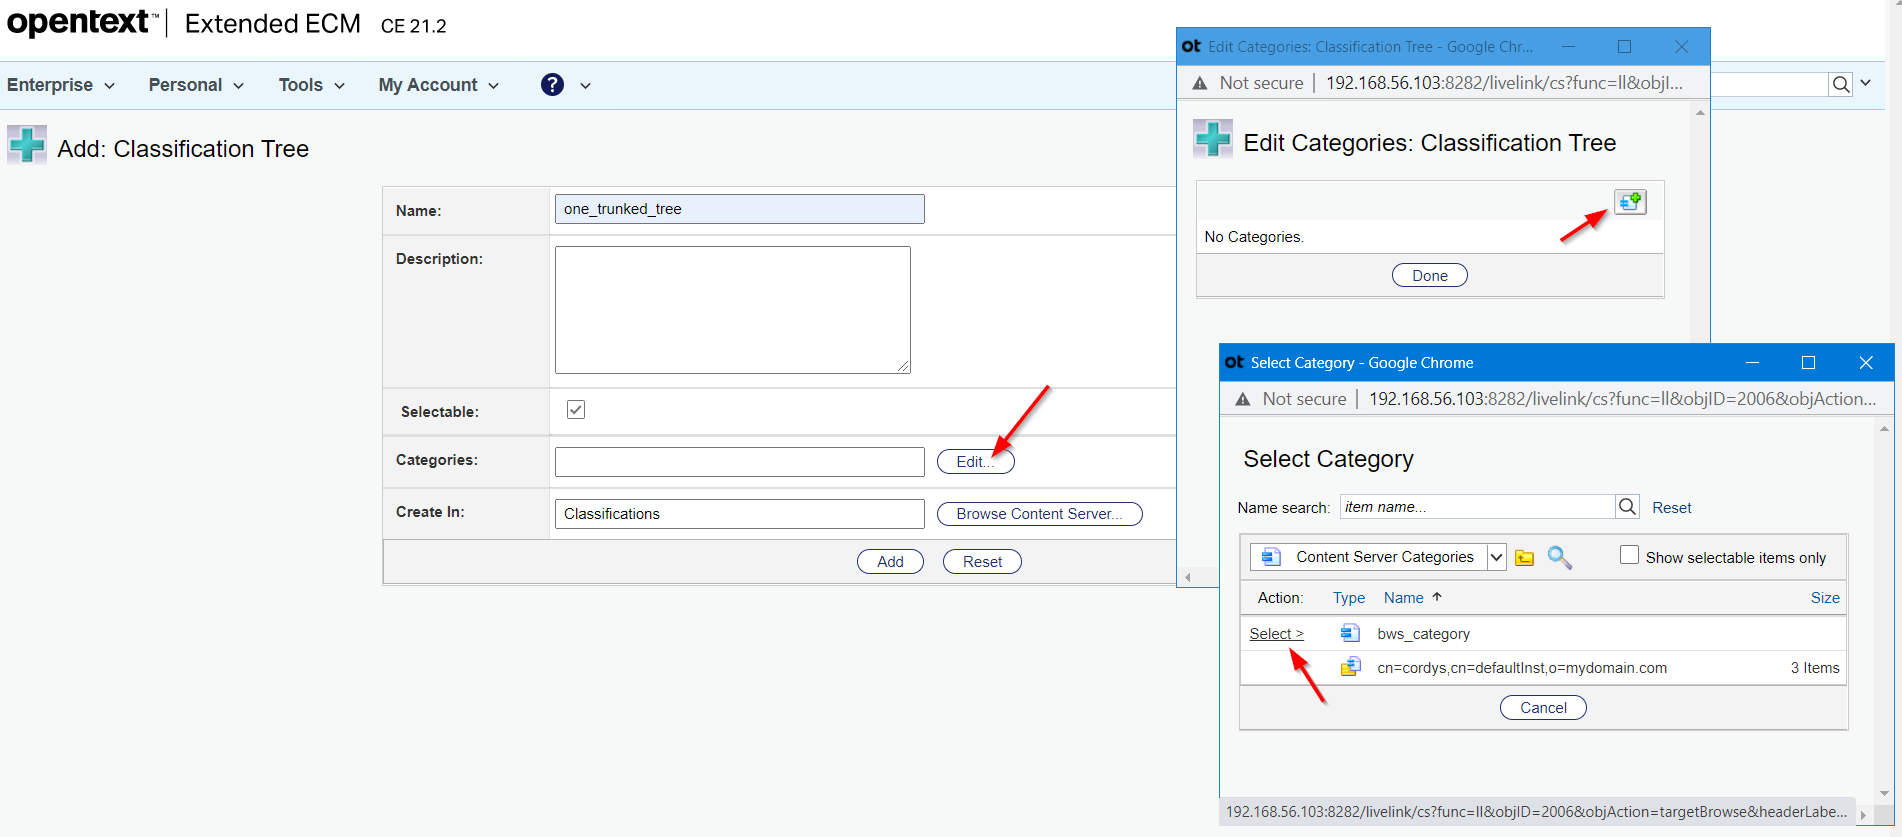 opentext™ | Extended ECM CE 21.2
Enterprise Personal Tools My Account ?
Add: Classification Tree
Name: one_trunked_tree
Description:
Selectable:
Categories: Edit...
Create In: Classifications Browse Content Server...
Add Reset
ot Edit Categories: Classification Tree - Google Chr...
Not secure | 192.168.56.103:8282/livelink/cs?func=ll&objI...
Edit Categories: Classification Tree
No Categories.
Done
ot Select Category - Google Chrome
Not secure | 192.168.56.103:8282/livelink/cs?func=ll&objID=2006&objAction...
Select Category
Name search: item name... Reset
Content Server Categories Show selectable items only
Action: Type Name Size
Select > bws_category
cn=cordys,cn=defaultInst,o=mydomain.com 3 Items
Cancel
192.168.56.103:8282/livelink/cs?func=ll&objID=2006&objAction=targetBrowse&headerLabe...